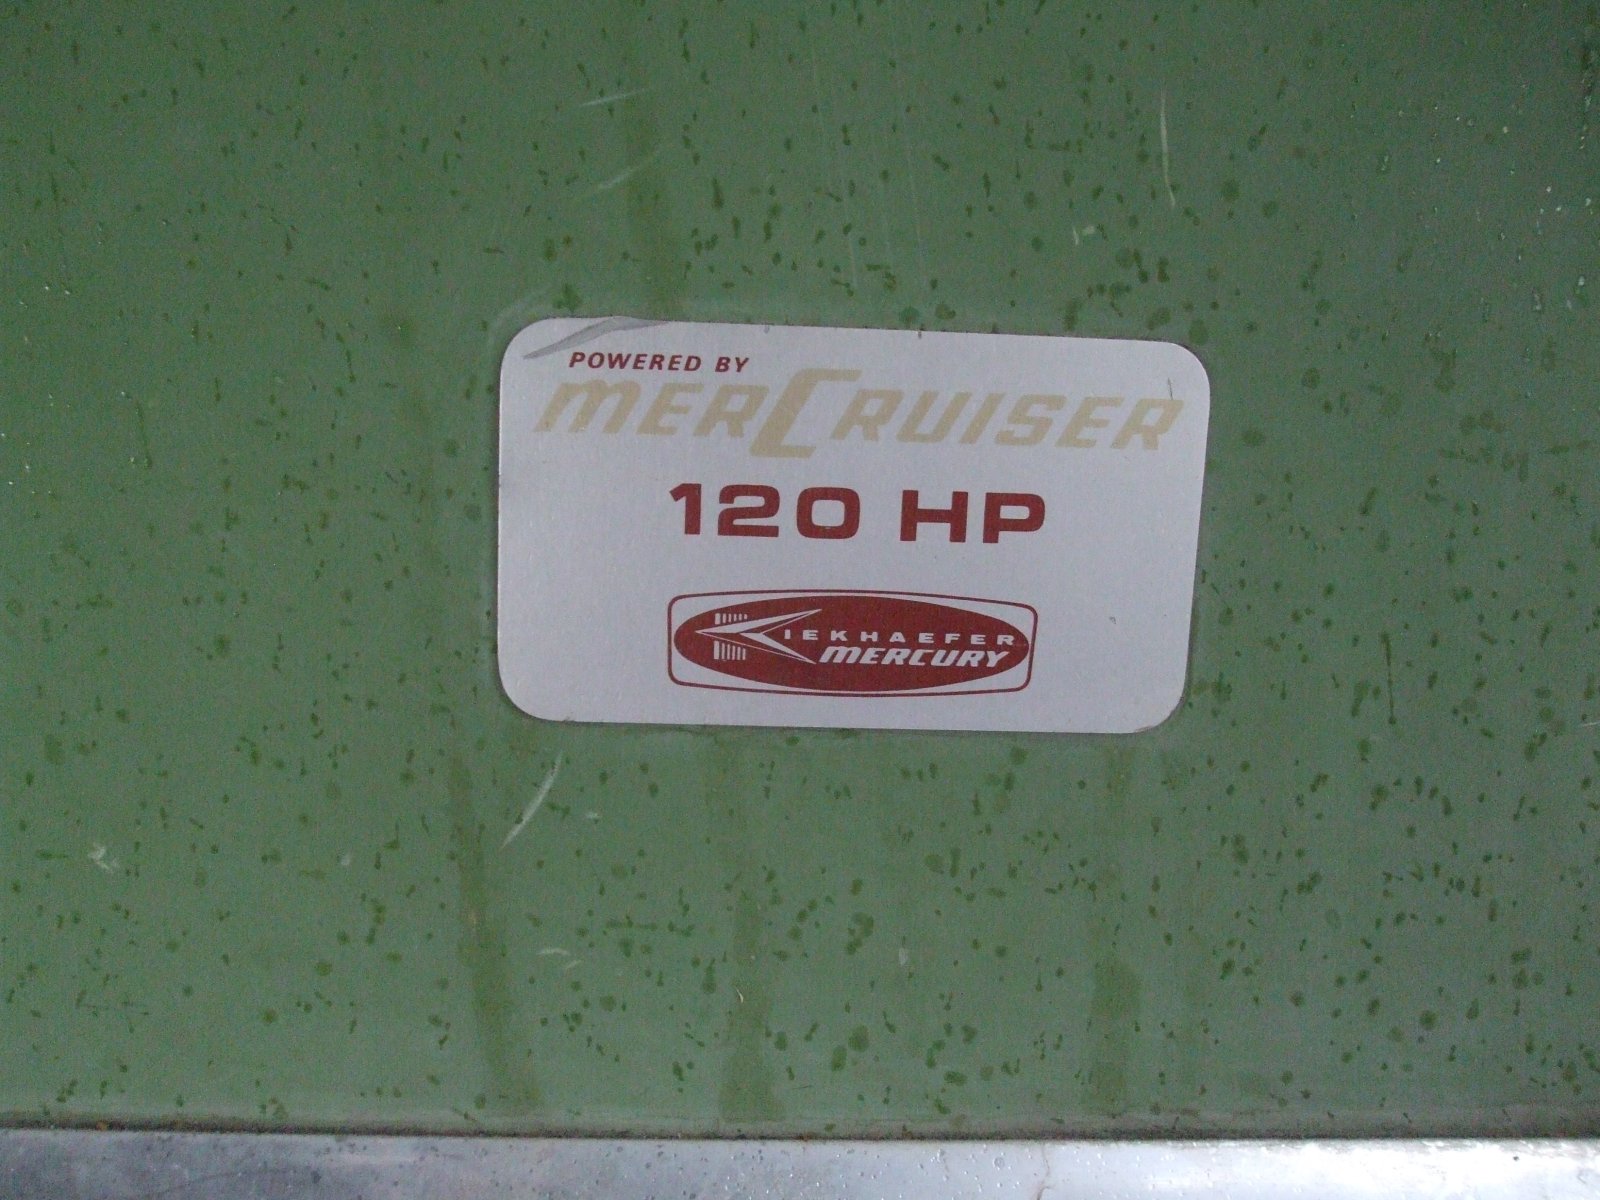 POWERED BY
merCruiser
120 HP
KIEKHAEFER
MERCURY